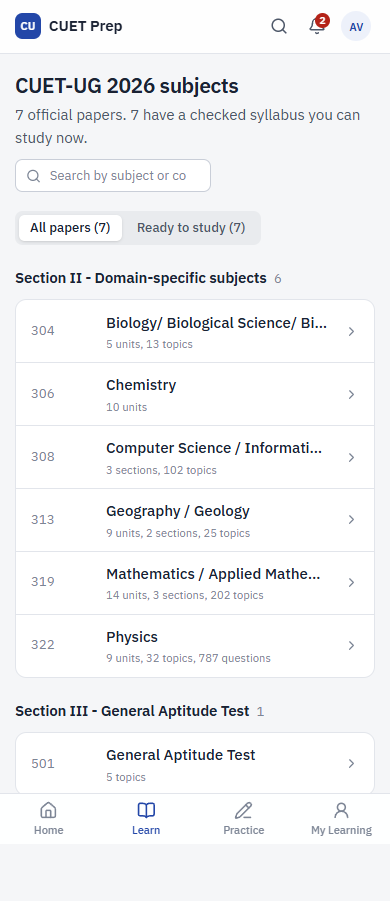 CU CUET Prep 2 AV
CUET-UG 2026 subjects
7 official papers. 7 have a checked syllabus you can
study now.
Search by subject or co
All papers (7) Ready to study (7)
Section II - Domain-specific subjects 6
304 Biology/ Biological Science/ Bi...
5 units, 13 topics
306 Chemistry
10 units
308 Computer Science / Informati...
3 sections, 102 topics
313 Geography / Geology
9 units, 2 sections, 25 topics
319 Mathematics / Applied Mathe...
14 units, 3 sections, 202 topics
322 Physics
9 units, 32 topics, 787 questions
Section III - General Aptitude Test 1
501 General Aptitude Test
5 topics
Home Learn Practice My Learning